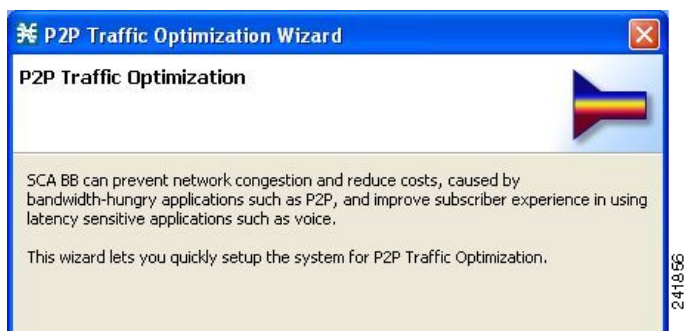 P2P Traffic Optimization Wizard
P2P Traffic Optimization
SCA BB can prevent network congestion and reduce costs, caused by
bandwidth-hungry applications such as P2P, and improve subscriber experience in using
latency sensitive applications such as voice.
This wizard lets you quickly setup the system for P2P Traffic Optimization.
241856